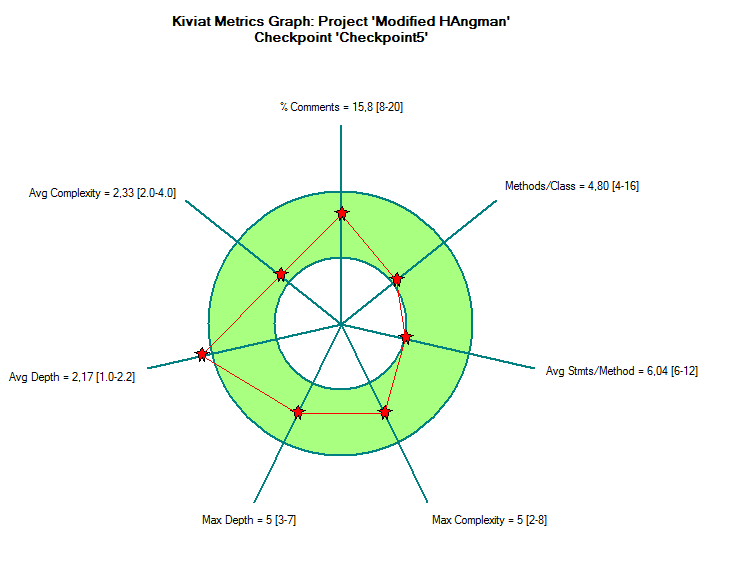 Kiviat Metrics Graph: Project 'Modified HAngman'
Checkpoint 'Checkpoint5'
% Comments = 15,8 [8-20]
Methods/Class = 4,80 [4-16]
Avg Complexity = 2,33 [2.0-4.0]
Avg Stmts/Method = 6,04 [6-12]
Avg Depth = 2,17 [1.0-2.2]
Max Depth = 5 [3-7]
Max Complexity = 5 [2-8]